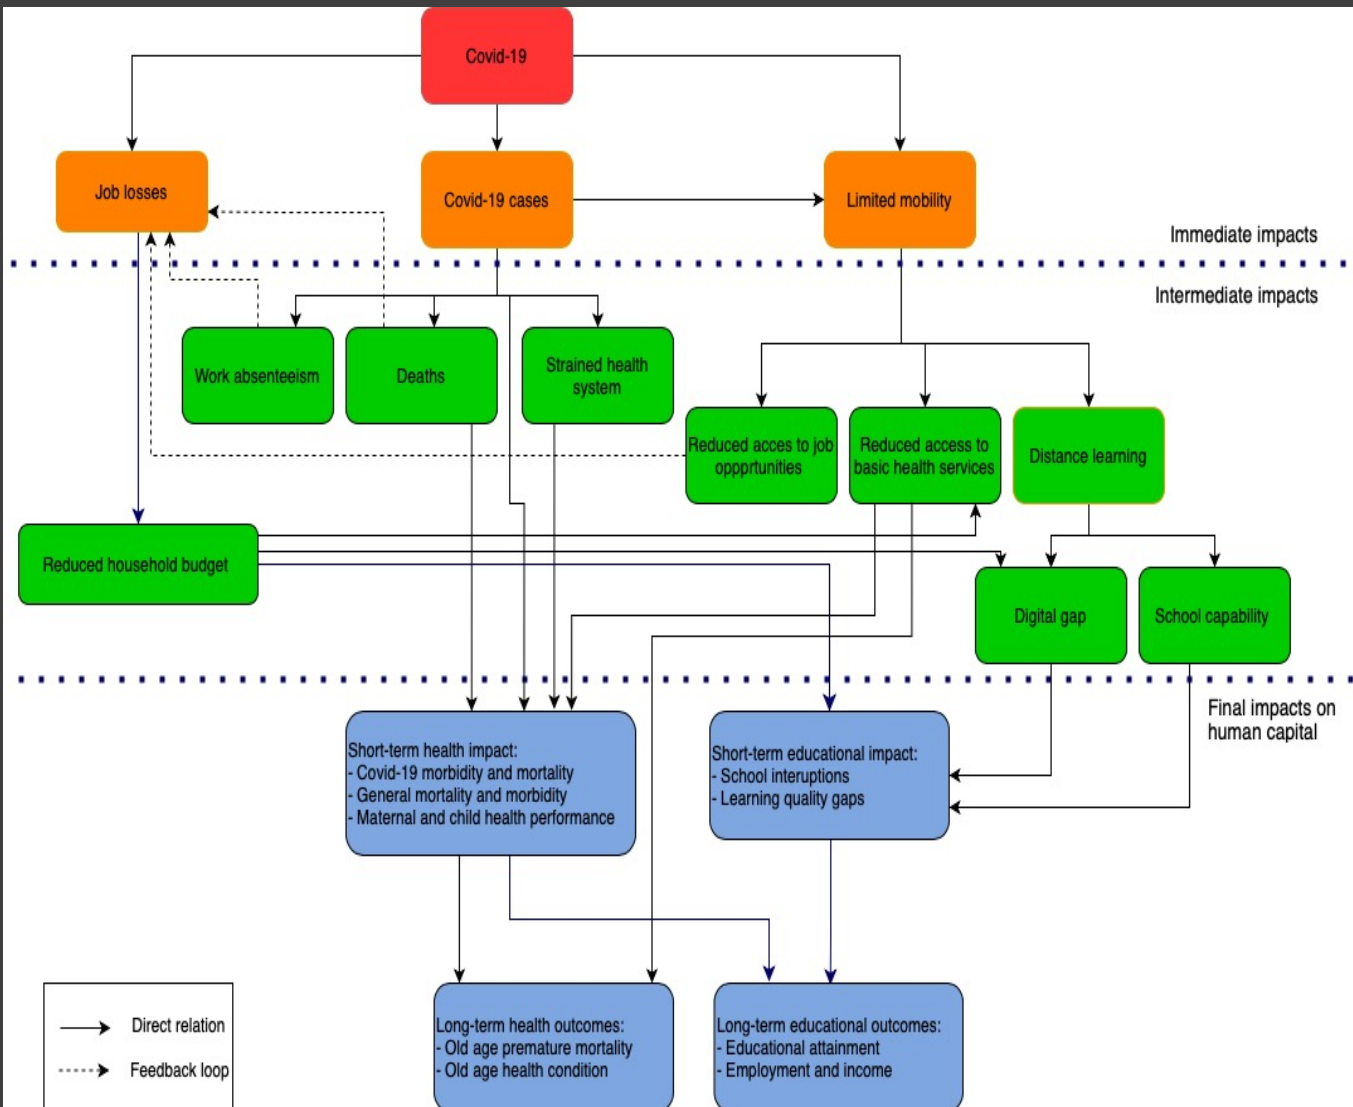 Covid-19
Job losses
Covid-19 cases
Limited mobility
Immediate impacts
Intermediate impacts
Work absenteeism
Deaths
Strained health
system
Reduced acces to job
oppprtunities
Reduced access to
basic health services
Distance learning
Reduced household budget
Digital gap
School capability
Final impacts on
human capital
Short-term health impact:
- Covid-19 morbidity and mortality
- General mortality and morbidity
- Maternal and child health performance
Short-term educational impact:
- School interuptions
- Learning quality gaps
Direct relation
Feedback loop
Long-term health outcomes:
- Old age premature mortality
- Old age health condition
Long-term educational outcomes:
- Educational attainment
- Employment and income